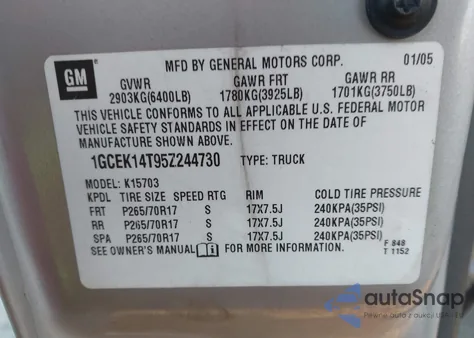 GM
MFD BY GENERAL MOTORS CORP. 01/05
GVWR GAWR FRT GAWR RR
2903KG(6400LB) 1780KG(3925LB) 1701KG(3750LB)
THIS VEHICLE CONFORMS TO ALL APPLICABLE U.S. FEDERAL MOTOR
VEHICLE SAFETY STANDARDS IN EFFECT ON THE DATE OF
MANUFACTURE SHOWN ABOVE.
1GCEK14T95Z244730 TYPE: TRUCK
MODEL: K15703
KPDL TIRE SIZE SPEED RTG RIM COLD TIRE PRESSURE
FRT P265/70R17 S 17X7.5J 240KPA(35PSI)
RR P265/70R17 S 17X7.5J 240KPA(35PSI)
SPA P265/70R17 S 17X7.5J 240KPA(35PSI)
SEE OWNER'S MANUAL i FOR MORE INFORMATION. F 848
T 1152
autoSnap
Pewne auta z aukcji USA